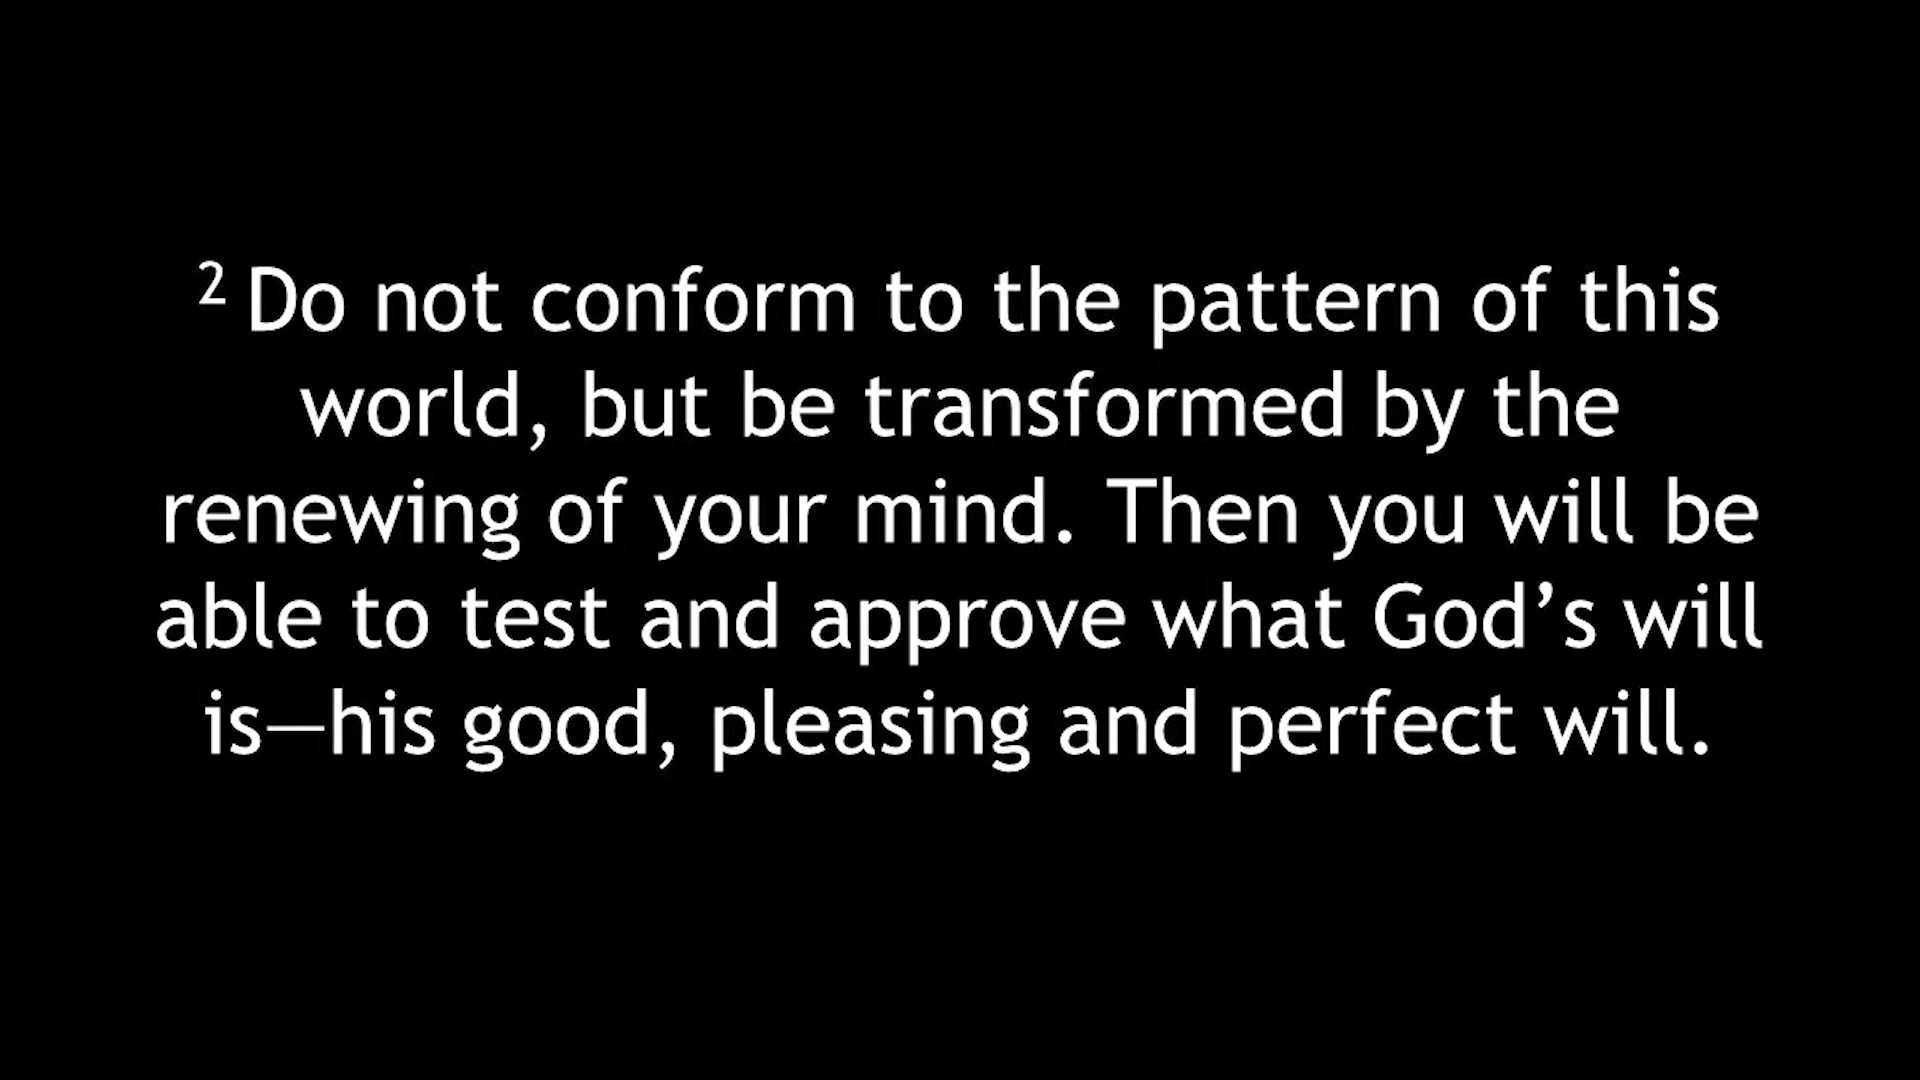 ² Do not conform to the pattern of this
world, but be transformed by the
renewing of your mind. Then you will be
able to test and approve what God’s will
is—his good, pleasing and perfect will.